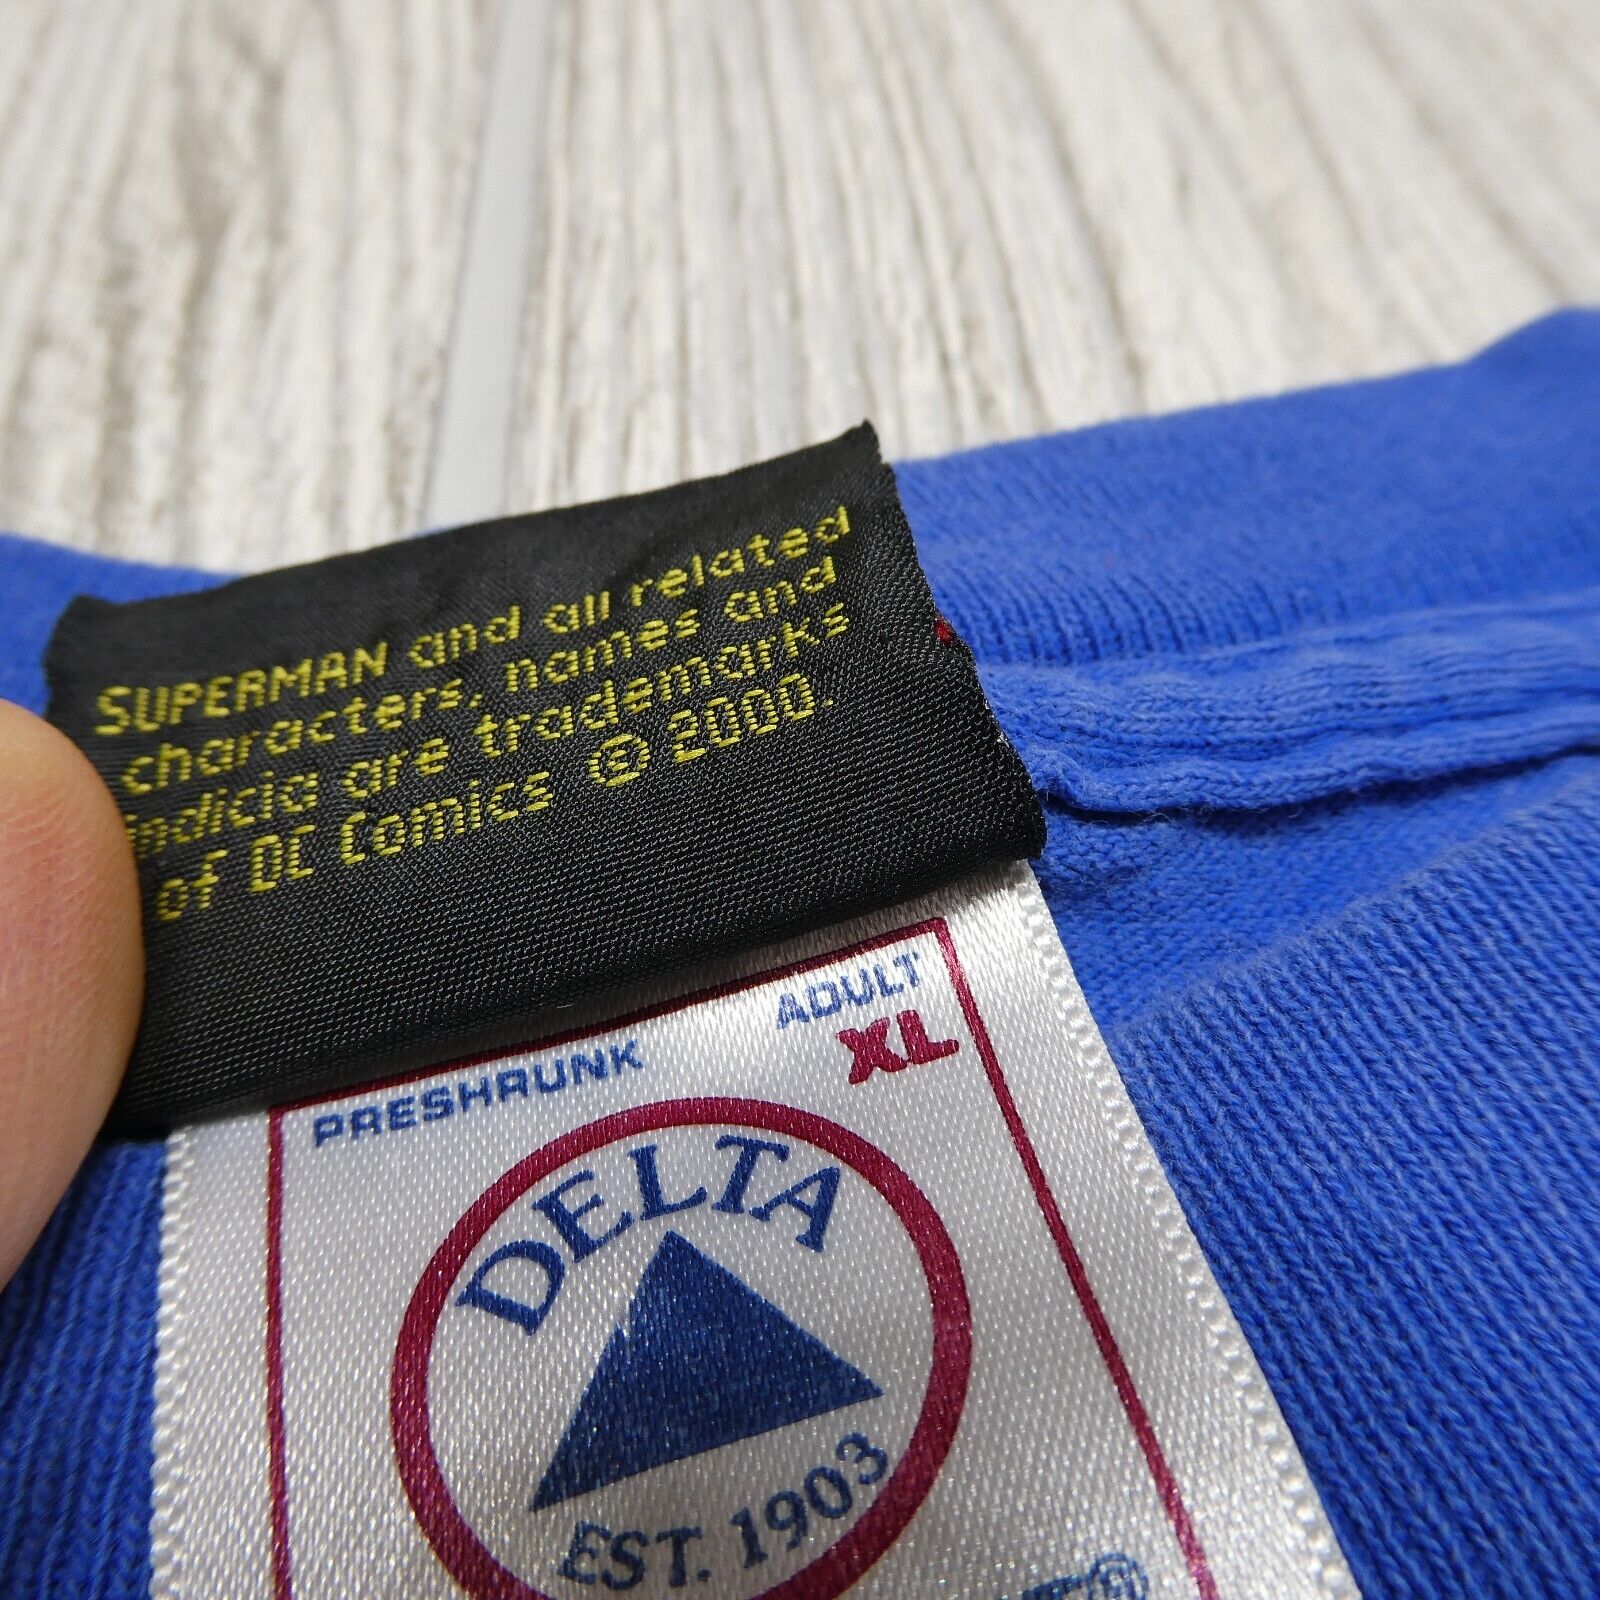 SUPERMAN and all related
characters, names and
indicia are trademarks
of DC Comics © 2000.
ADULT
PRESHRUNK XL
DELTA
EST. 1903